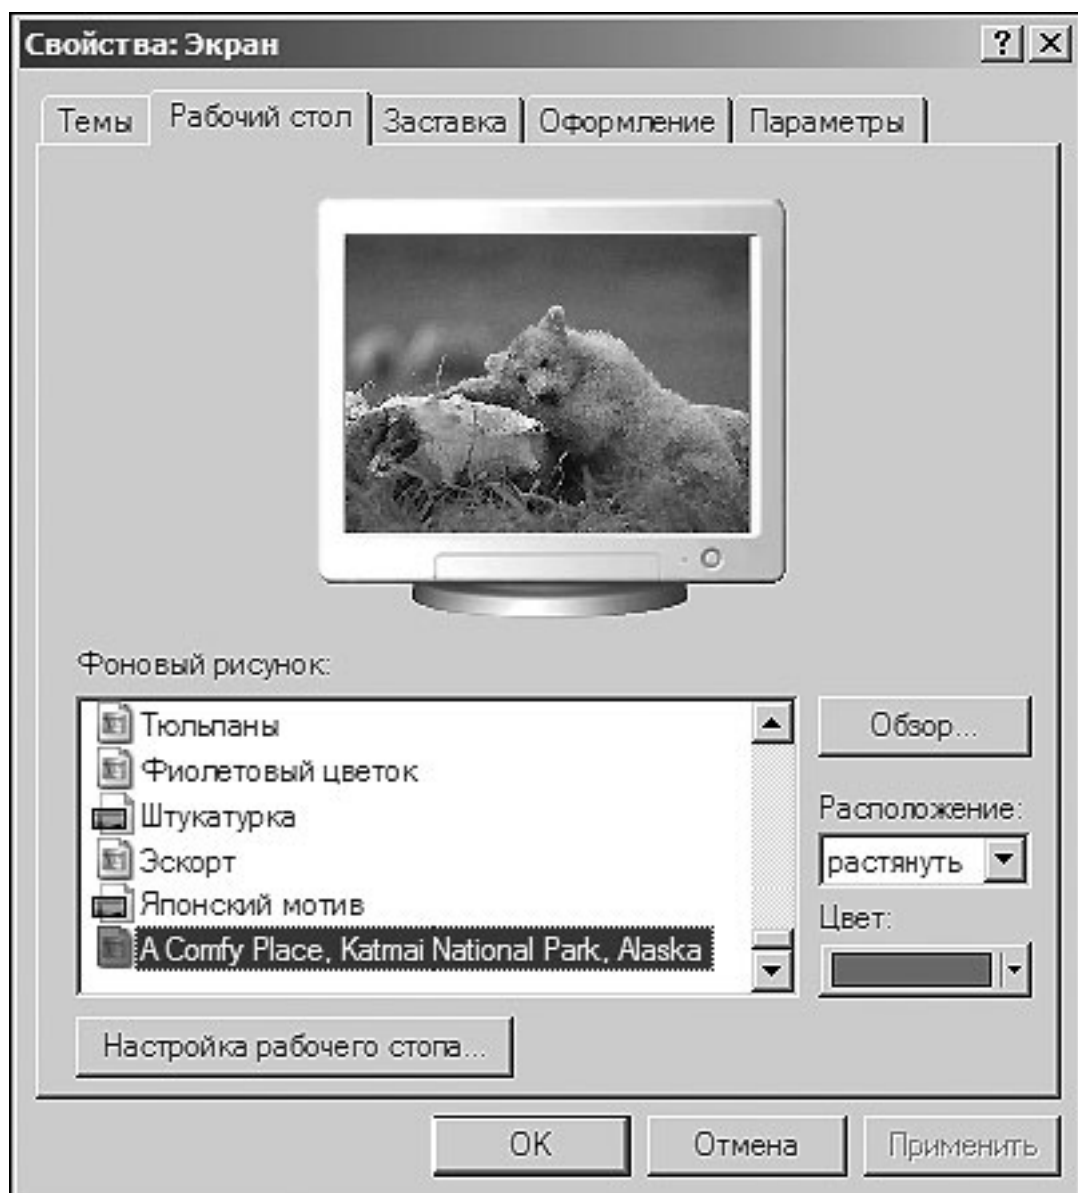 Свойства: Экран
Темы
Рабочий стол
Заставка
Оформление
Параметры
Фоновый рисунок:
Тюльпаны
Фиолетовый цветок
Штукатурка
Эскорт
Японский мотив
A Comfy Place, Katmai National Park, Alaska
Обзор...
Расположение:
растянуть
Цвет:
Настройка рабочего стола...
OK
Отмена
Применить